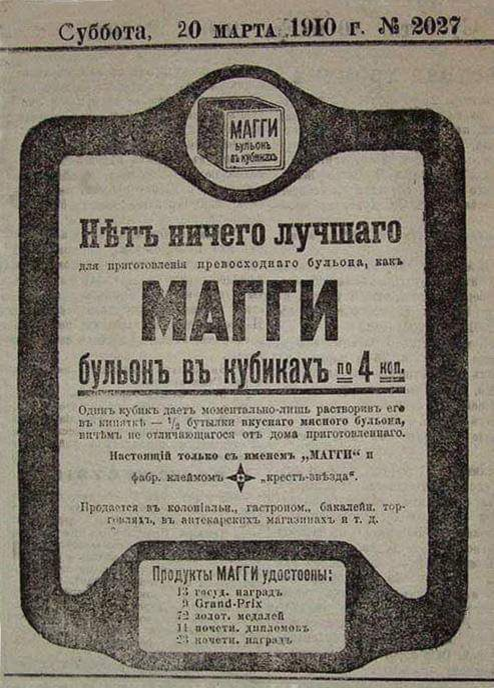 Суббота, 20 МАРТА 1910 г. № 2027
МАГГИ
бульонъ
въ кубикахъ
Нѣтъ ничего лучшаго
для приготовленія превосходнаго бульона, какъ
МАГГИ
бульонъ въ кубикахъ по 4 коп.
Одинъ кубик даетъ моментально-лишь растворив его
въ кипяткѣ — 1/2 бутылки вкуснаго мясного бульона,
ничѣмъ не отличающагося отъ дома приготовленнаго.
Настоящій только съ именемъ „МАГГИ" и
фабр. клеймомъ „крестъ-звѣзда".
Продается въ колоніальн., гастроном., бакалейн. тор-
говляхъ, въ аптекарских магазинахъ и т. д.
Продукты МАГГИ удостоены:
13 госуд. наградъ
9 Grand-Prix
72 золот. медалей
14 почетн. дипломовъ
23 почетн. наградъ